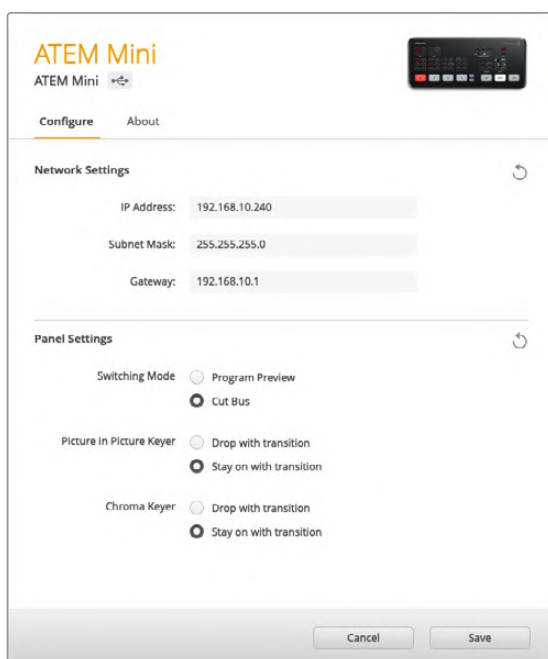 ATEM Mini
ATEM Mini
Configure About
Network Settings
IP Address: 192.168.10.240
Subnet Mask: 255.255.255.0
Gateway: 192.168.10.1
Panel Settings
Switching Mode Program Preview
Cut Bus
Picture in Picture Keyer Drop with transition
Stay on with transition
Chroma Keyer Drop with transition
Stay on with transition
Cancel Save